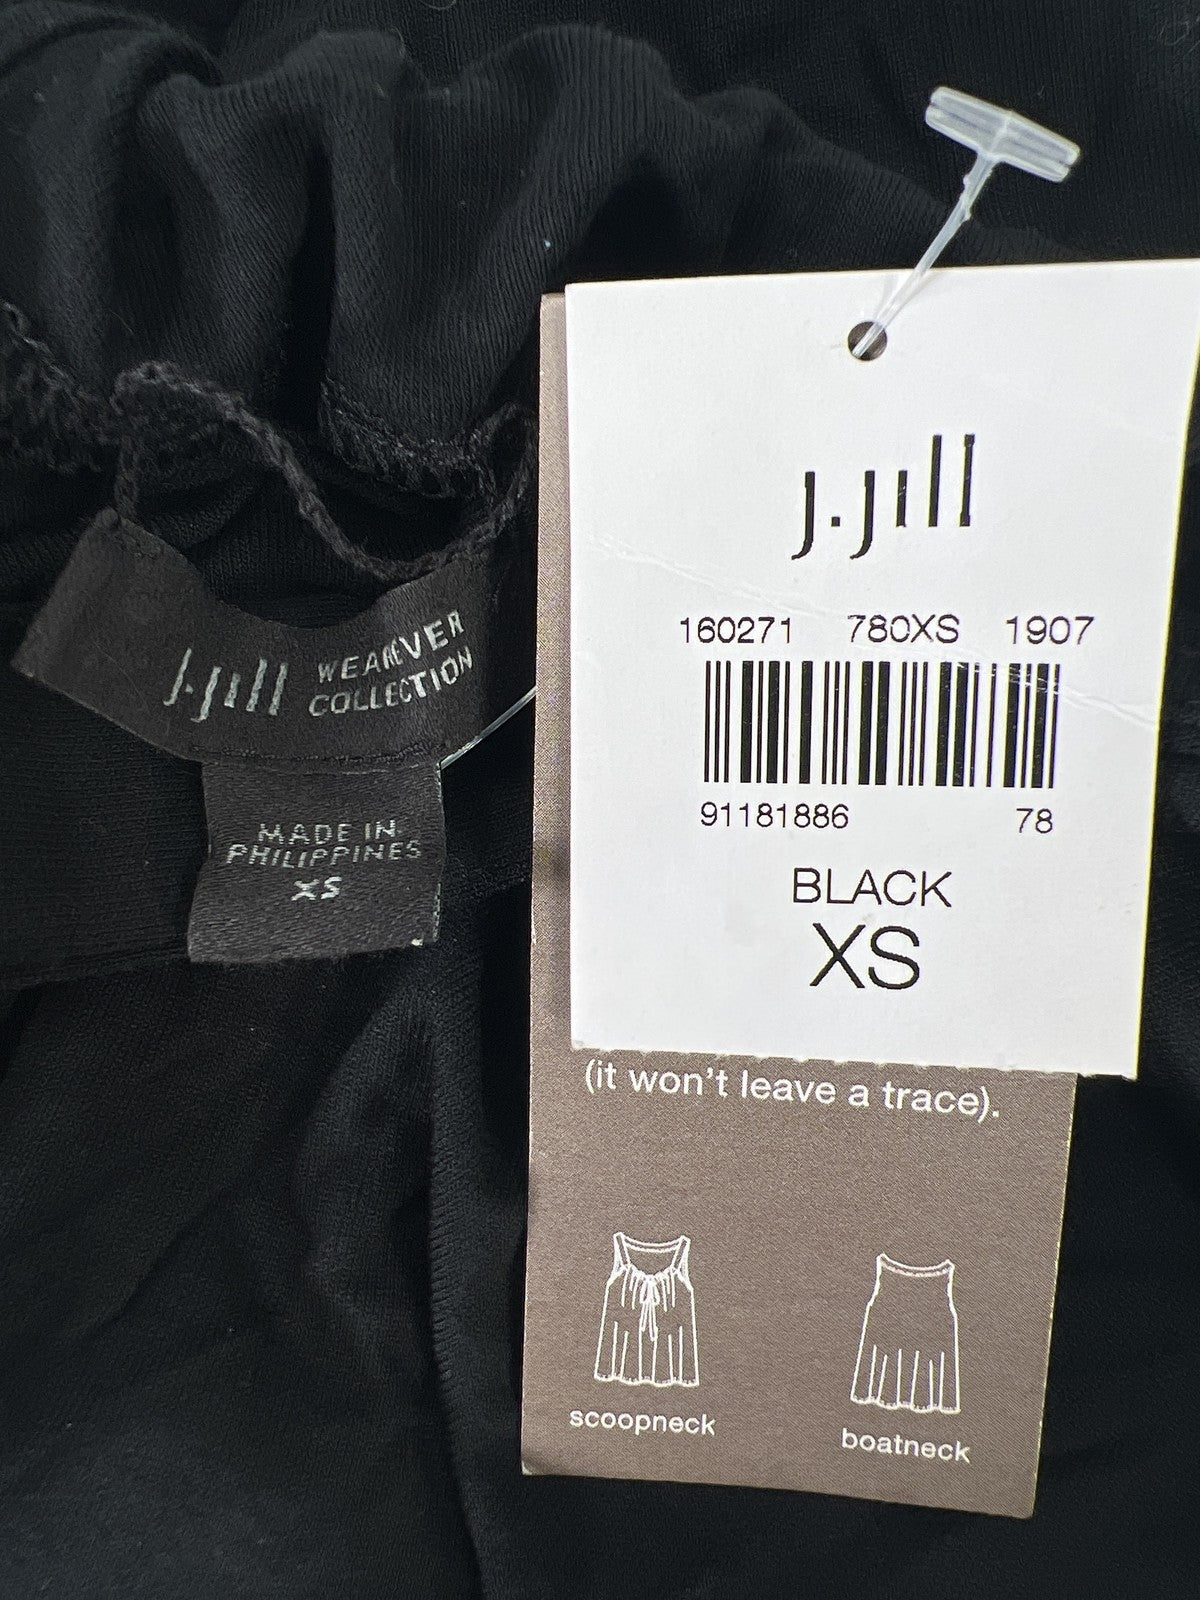 j.jill
160271 780XS 1907
91181886 78
BLACK
XS
(it won't leave a trace).
scoopneck
boatneck
j.jill WEAREVER
COLLECTION
MADE IN
PHILIPPINES
XS